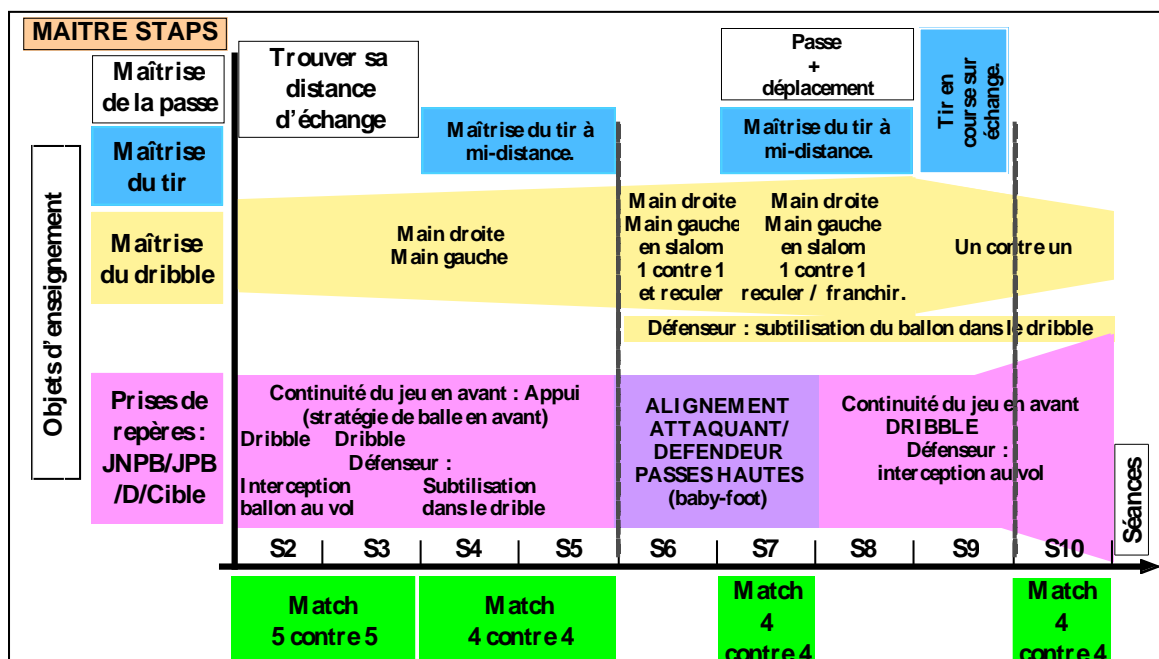 MAITRE STAPS
Objets d'enseignement
Maîtrise
de la passe
Trouver sa
distance
d'échange
Passe
+
déplacement
Maîtrise
du tir
Maîtrise du tir à
mi-distance.
Maîtrise du tir à
mi-distance.
Tir en
course sur
échange.
Maîtrise
du dribble
Main droite
Main gauche
Main droite
Main gauche
en slalom
1 contre 1
et reculer
Main droite
Main gauche
en slalom
1 contre 1
reculer / franchir.
Un contre un
Défenseur : subtilisation du ballon dans le dribble
Prises de
repères :
JNPB/JPB
/D/Cible
Continuité du jeu en avant : Appui
(stratégie de balle en avant)
Dribble Dribble
Défenseur :
Interception
ballon au vol
Subtilisation
dans le drible
ALIGNEMENT
ATTAQUANT/
DEFENDEUR
PASSES HAUTES
(baby-foot)
Continuité du jeu en avant
DRIBBLE
Défenseur :
interception au vol
Séances
S2 S3 S4 S5 S6 S7 S8 S9 S10
Match
5 contre 5
Match
4 contre 4
Match
4
contre 4
Match
4
contre 4